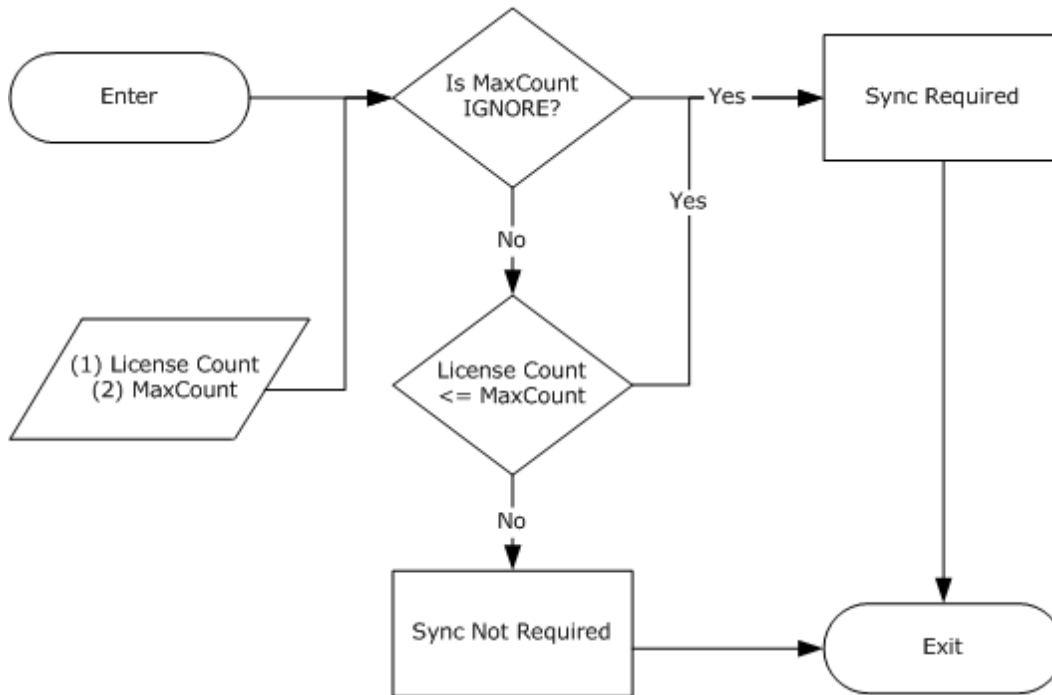 Enter
Is MaxCount
IGNORE?
Yes
Sync Required
Yes
No
(1) License Count
(2) MaxCount
License Count
<= MaxCount
No
Sync Not Required
Exit